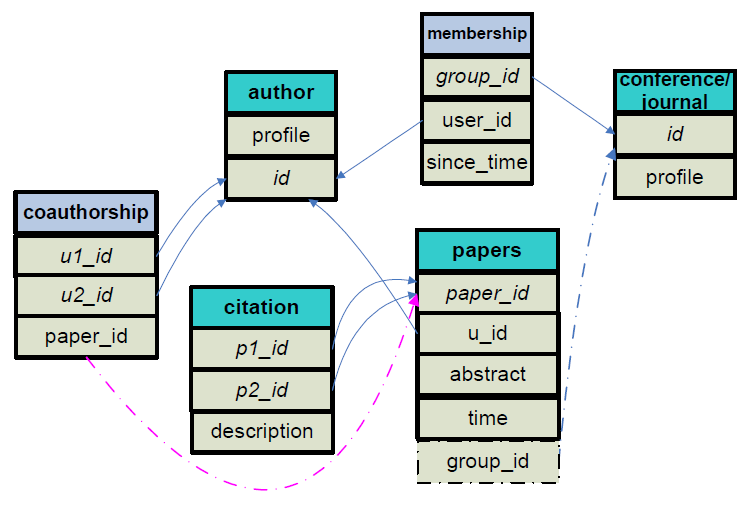 membership
group_id
user_id
since_time
author
profile
id
conference/
journal
id
profile
coauthorship
u1_id
u2_id
paper_id
citation
p1_id
p2_id
description
papers
paper_id
u_id
abstract
time
group_id